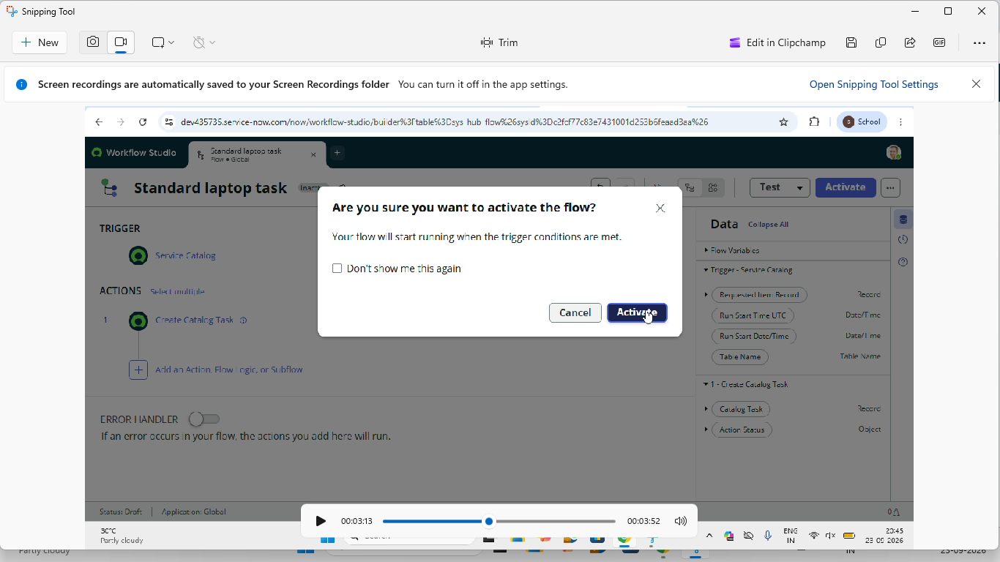 Snipping Tool
New
Trim
Edit in Clipchamp
GIF
Screen recordings are automatically saved to your Screen Recordings folder You can turn it off in the app settings.
Open Snipping Tool Settings
dev435735.service-now.com/now/workflow-studio/builder%3Ftable%3Dsys_hub_flow%26sysid%3Dc2fcf77c83e7431001d253b6feaad3aa%26
School
Workflow Studio
Standard laptop task
Flow • Global
Standard laptop task
Test
Activate
Are you sure you want to activate the flow?
Your flow will start running when the trigger conditions are met.
Don't show me this again
Cancel
Activate
TRIGGER
Service Catalog
ACTIONS Select multiple
1 Create Catalog Task
Add an Action, Flow Logic, or Subflow
ERROR HANDLER
If an error occurs in your flow, the actions you add here will run.
Data Collapse All
Flow Variables
Trigger - Service Catalog
Requested Item Record Record
Run Start Time UTC Date/Time
Run Start Date/Time Date/Time
Table Name Table Name
1 - Create Catalog Task
Catalog Task Record
Action Status Object
Status: Draft Application: Global
0
00:03:13
00:03:52
30°C
Partly cloudy
ENG
IN
20:45
23-09-2026
Partly cloudy
IN
23-09-2026